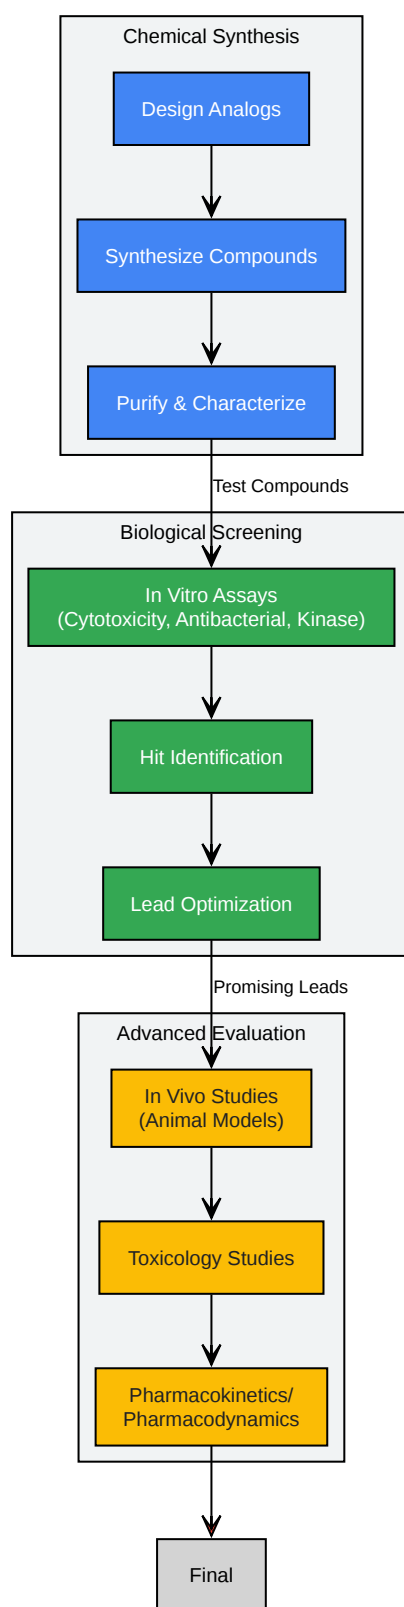 Chemical Synthesis
Design Analogs
Synthesize Compounds
Purify & Characterize
Test Compounds
Biological Screening
In Vitro Assays
(Cytotoxicity, Antibacterial, Kinase)
Hit Identification
Lead Optimization
Promising Leads
Advanced Evaluation
In Vivo Studies
(Animal Models)
Toxicology Studies
Pharmacokinetics/
Pharmacodynamics
Final